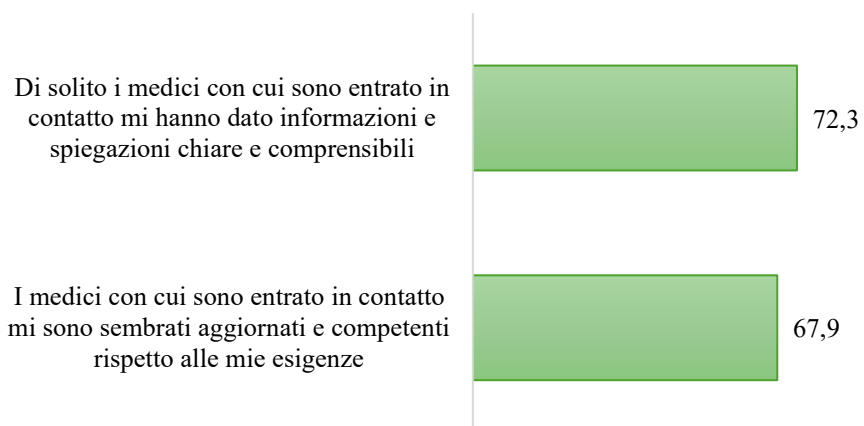 Di solito i medici con cui sono entrato in
contatto mi hanno dato informazioni e
spiegazioni chiare e comprensibili
72,3
I medici con cui sono entrato in contatto
mi sono sembrati aggiornati e competenti
rispetto alle mie esigenze
67,9